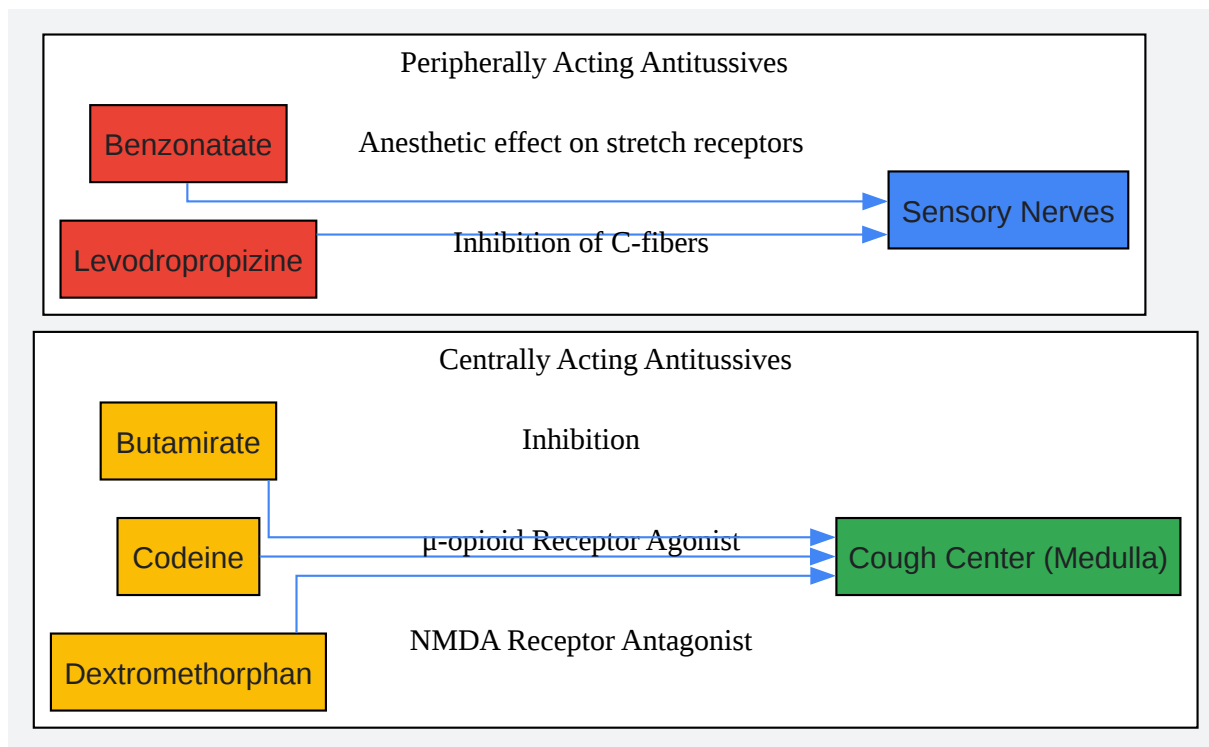 Peripherally Acting Antitussives
Benzonatate
Anesthetic effect on stretch receptors
Sensory Nerves
Levodropropizine
Inhibition of C-fibers
Centrally Acting Antitussives
Butamirate
Inhibition
Codeine
μ-opioid Receptor Agonist
Cough Center (Medulla)
Dextromethorphan
NMDA Receptor Antagonist